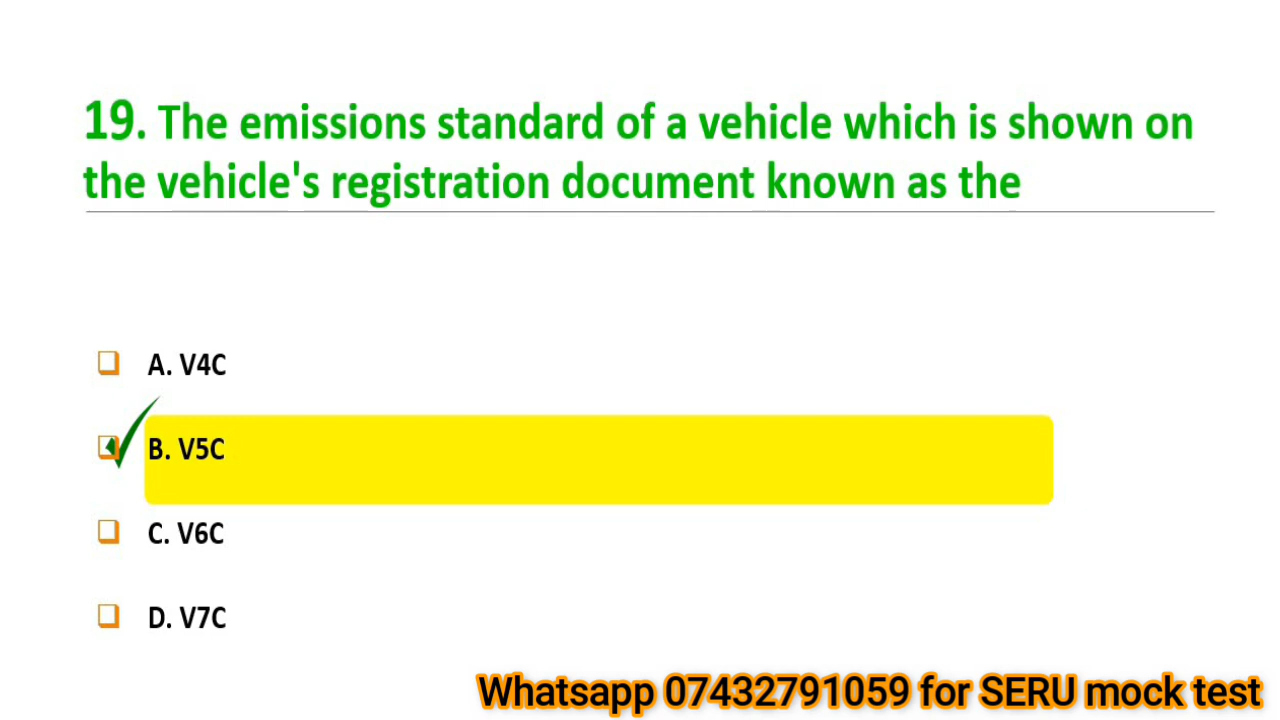 19. The emissions standard of a vehicle which is shown on
the vehicle's registration document known as the
A. V4C
B. V5C
C. V6C
D. V7C
Whatsapp 07432791059 for SERU mock test